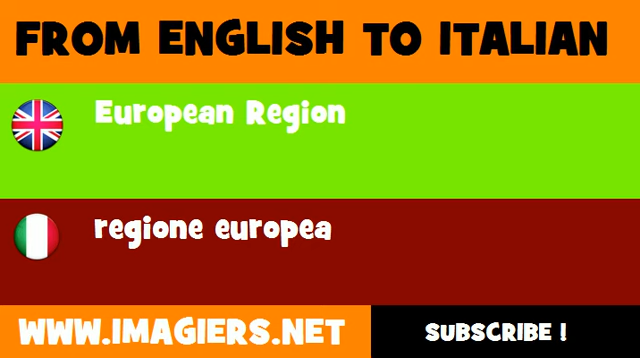 FROM ENGLISH TO ITALIAN
European Region
regione europea
WWW.IMAGIERS.NET
SUBSCRIBE !